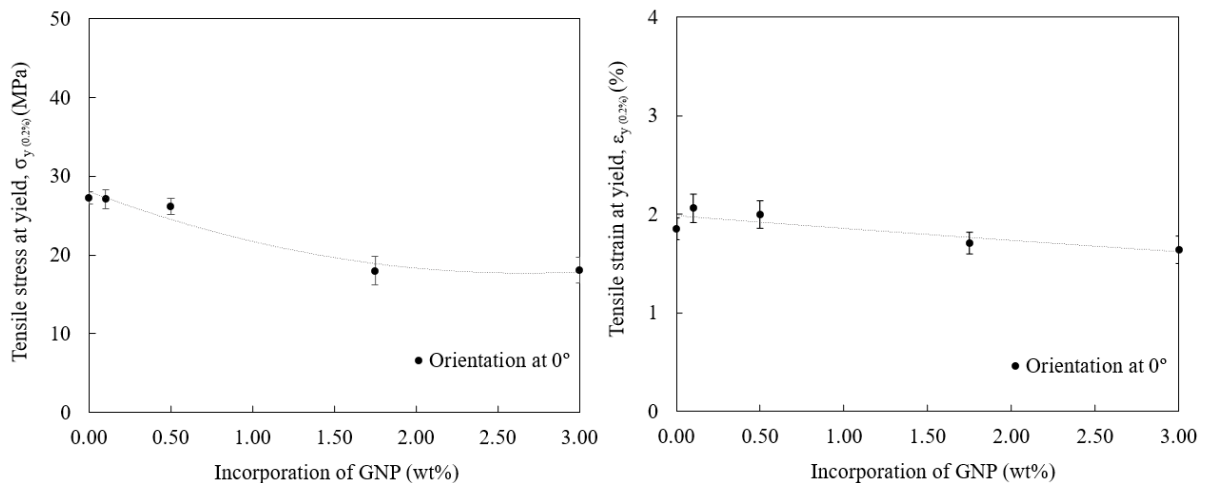 Tensile stress at yield, σy (0.2%) (MPa)
50
40
30
20
10
0
0.00 0.50 1.00 1.50 2.00 2.50 3.00
Incorporation of GNP (wt%)
Orientation at 0º
Tensile strain at yield, εy (0.2%) (%)
4
3
2
1
0
0.00 0.50 1.00 1.50 2.00 2.50 3.00
Incorporation of GNP (wt%)
Orientation at 0º